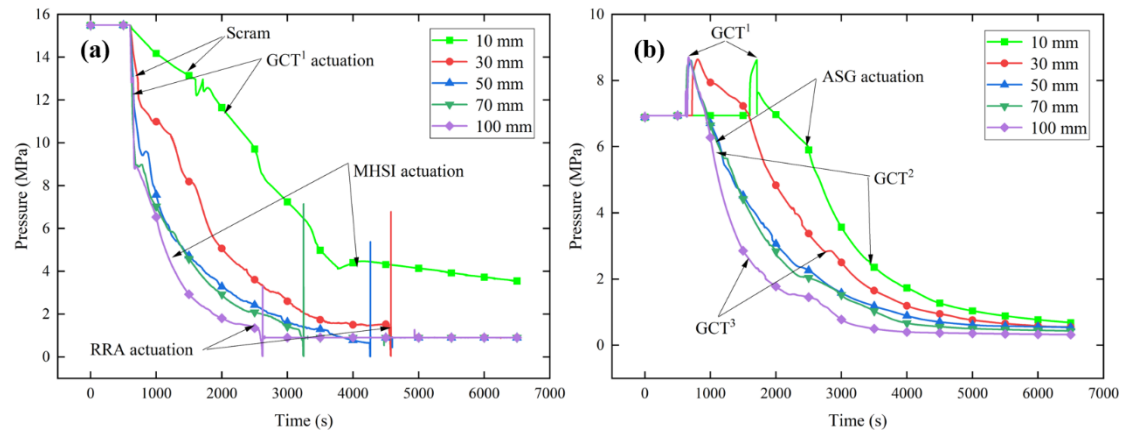 (a)
Scram
GCT¹ actuation
MHSI actuation
RRA actuation
10 mm
30 mm
50 mm
70 mm
100 mm
Pressure (MPa)
16
14
12
10
8
6
4
2
0
0 1000 2000 3000 4000 5000 6000 7000
Time (s)
(b)
GCT¹
ASG actuation
GCT²
GCT³
10 mm
30 mm
50 mm
70 mm
100 mm
Pressure (MPa)
10
8
6
4
2
0
0 1000 2000 3000 4000 5000 6000 7000
Time (s)